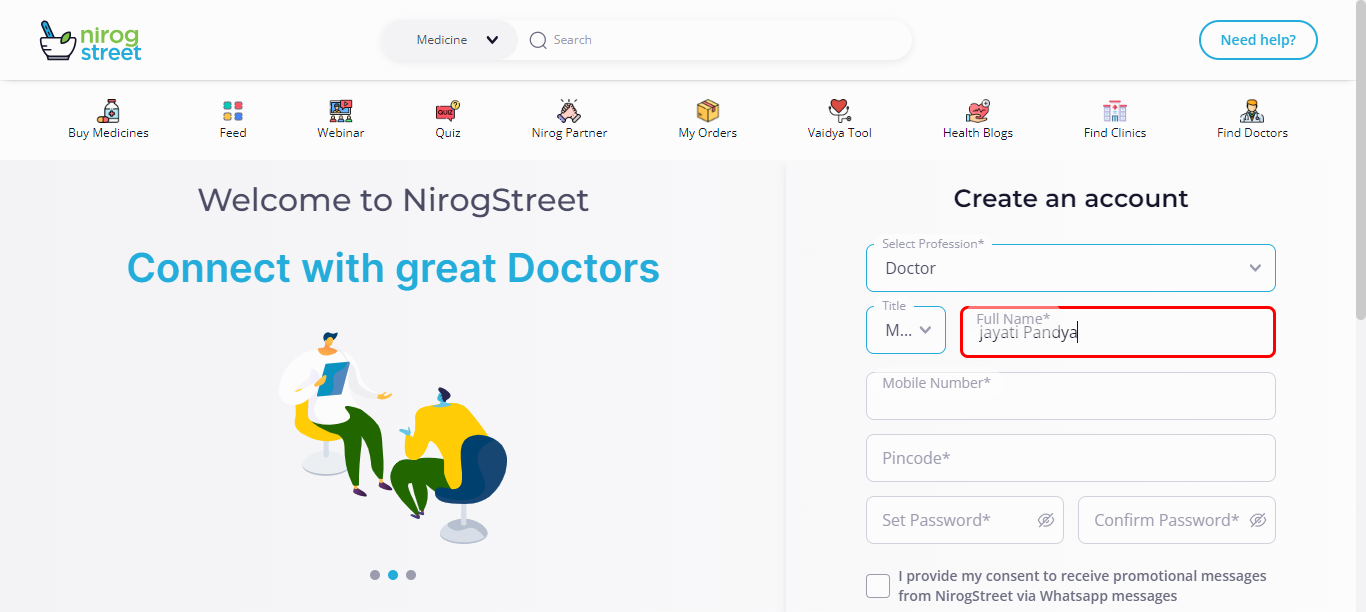 nirog
street
Medicine
Search
Need help?
Buy Medicines
Feed
Webinar
QUIZ ?
Quiz
Nirog Partner
My Orders
Vaidya Tool
Health Blogs
Find Clinics
Find Doctors
Welcome to NirogStreet
Connect with great Doctors
Create an account
Select Profession*
Doctor
Title
M...
Full Name*
jayati Pandya
Mobile Number*
Pincode*
Set Password*
Confirm Password*
I provide my consent to receive promotional messages
from NirogStreet via Whatsapp messages